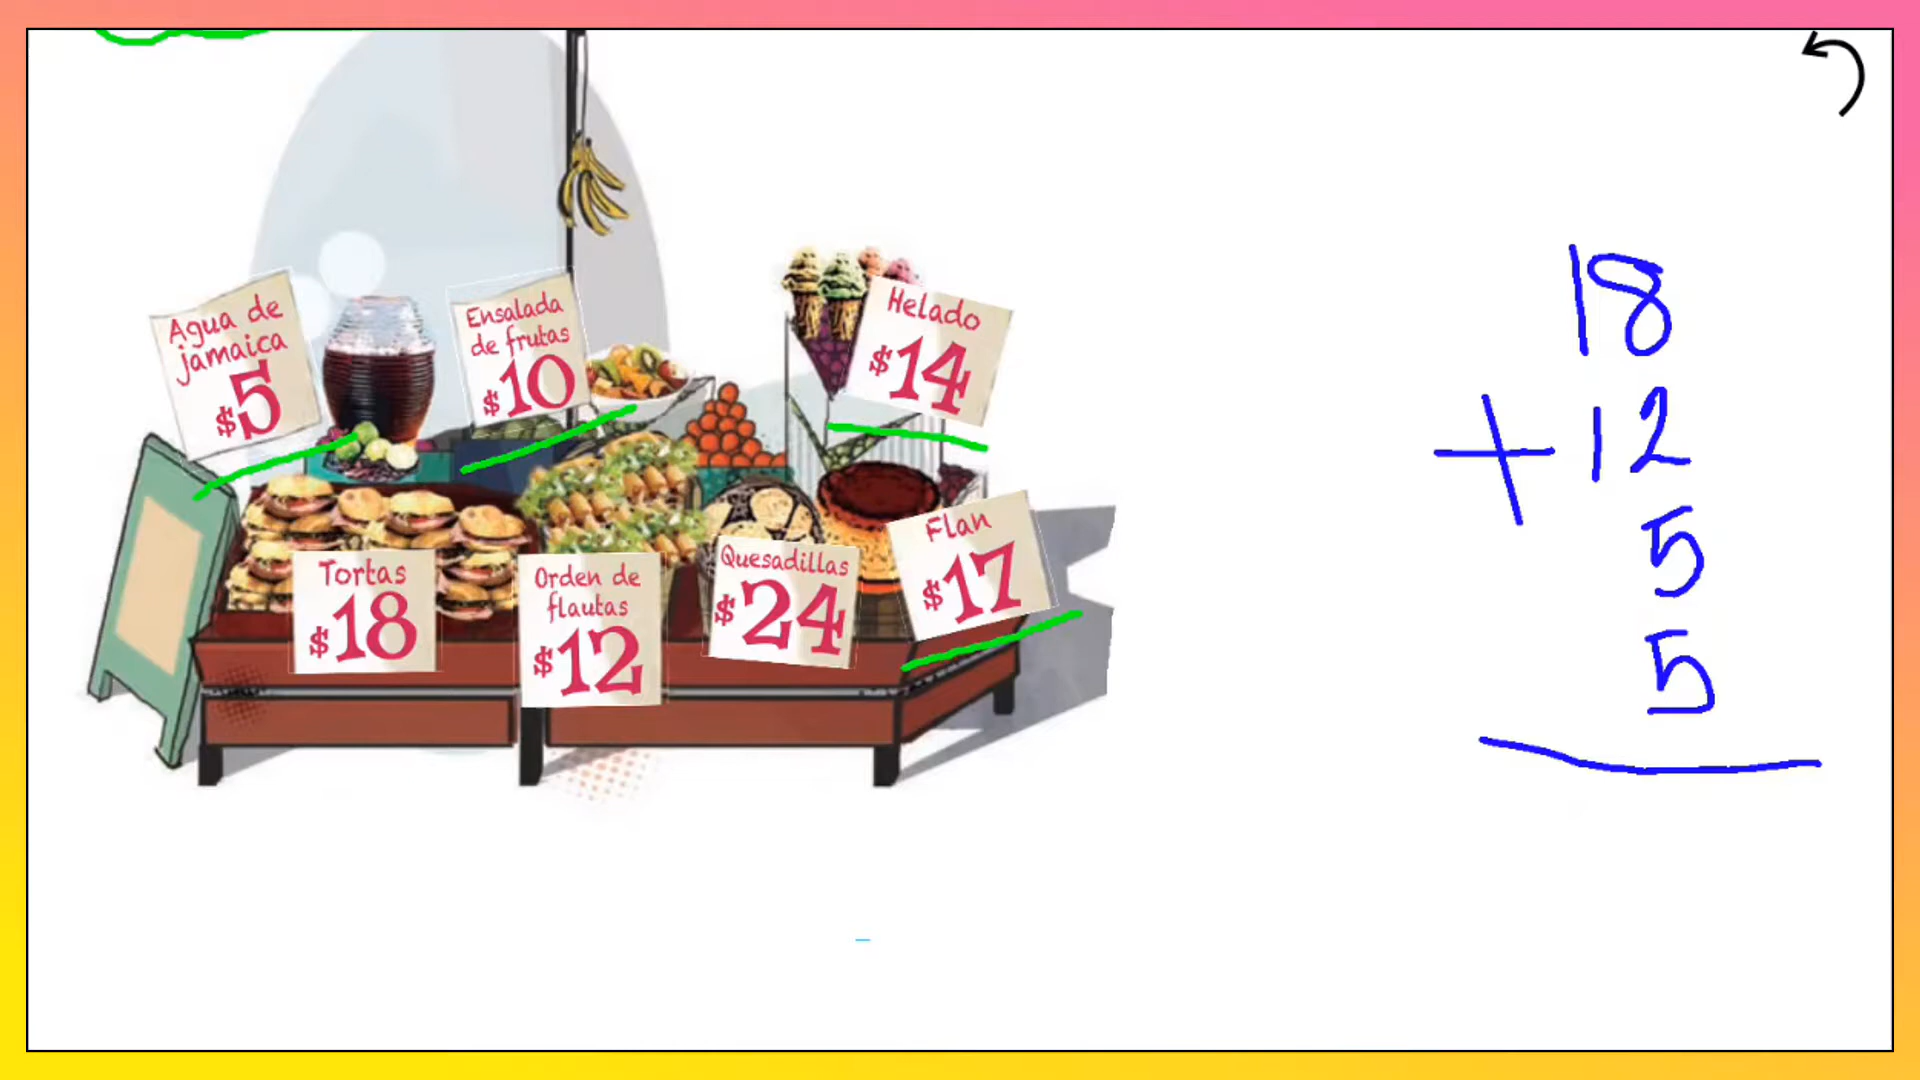 Agua de
jamaica
$5
Ensalada
de frutas
$10
Helado
$14
Tortas
$18
Orden de
flautas
$12
Quesadillas
$24
Flan
$17
18
+ 12
5
5